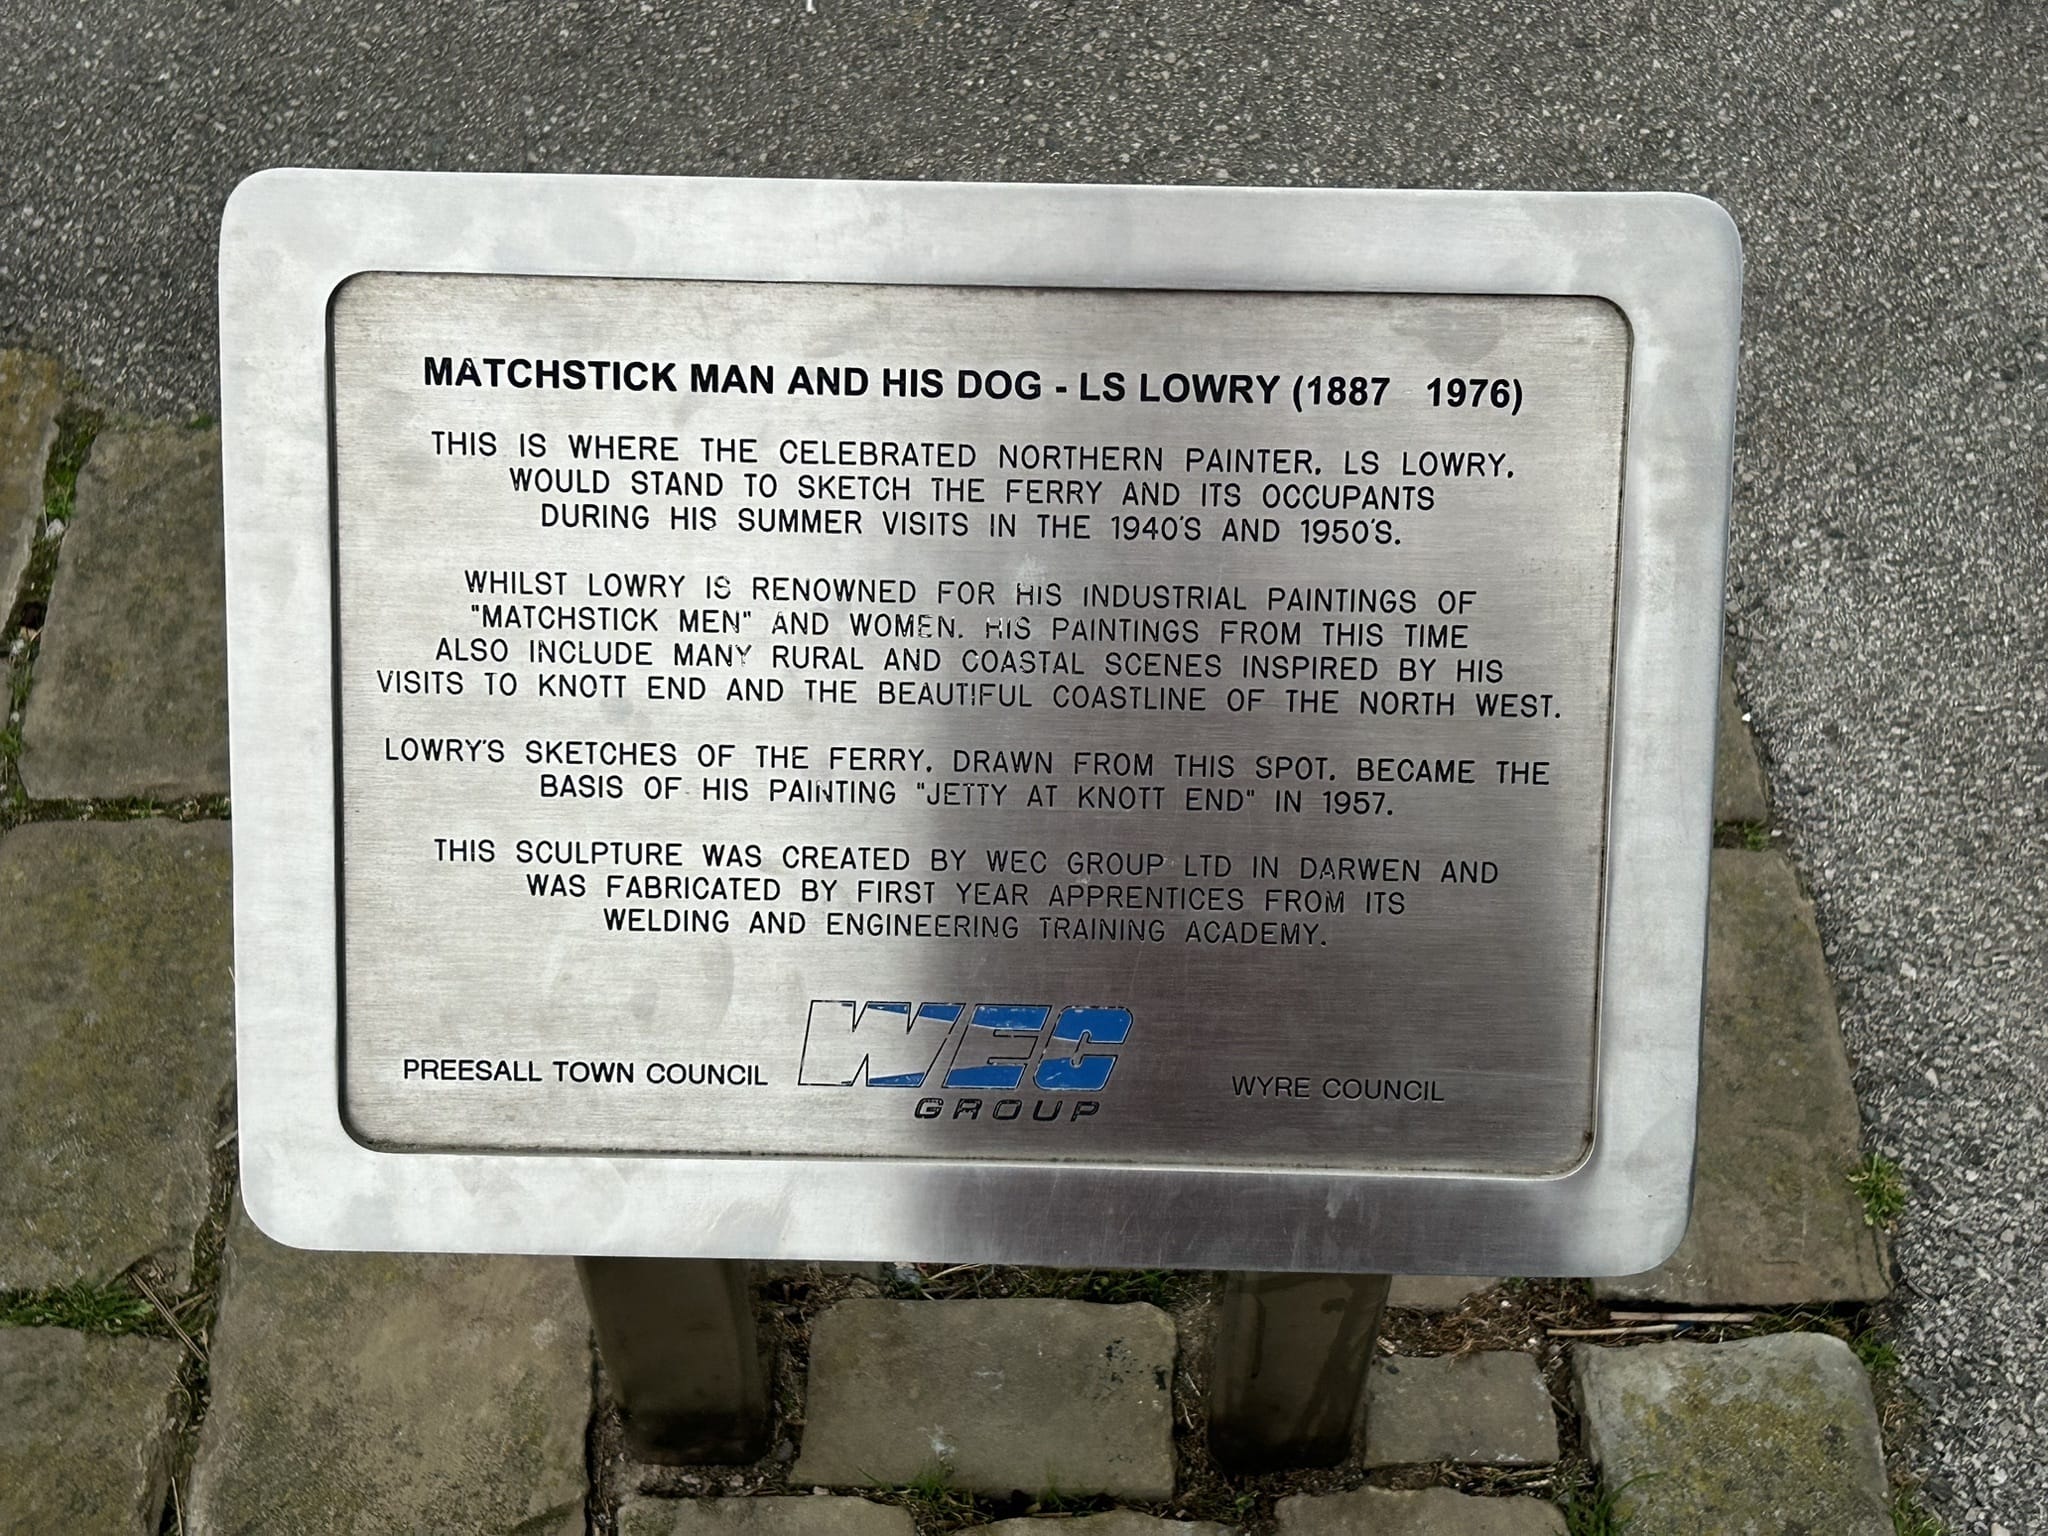 MATCHSTICK MAN AND HIS DOG - LS LOWRY (1887 1976)
THIS IS WHERE THE CELEBRATED NORTHERN PAINTER, LS LOWRY,
WOULD STAND TO SKETCH THE FERRY AND ITS OCCUPANTS
DURING HIS SUMMER VISITS IN THE 1940'S AND 1950'S.
WHILST LOWRY IS RENOWNED FOR HIS INDUSTRIAL PAINTINGS OF
"MATCHSTICK MEN" AND WOMEN, HIS PAINTINGS FROM THIS TIME
ALSO INCLUDE MANY RURAL AND COASTAL SCENES INSPIRED BY HIS
VISITS TO KNOTT END AND THE BEAUTIFUL COASTLINE OF THE NORTH WEST.
LOWRY'S SKETCHES OF THE FERRY, DRAWN FROM THIS SPOT, BECAME THE
BASIS OF HIS PAINTING "JETTY AT KNOTT END" IN 1957.
THIS SCULPTURE WAS CREATED BY WEC GROUP LTD IN DARWEN AND
WAS FABRICATED BY FIRST YEAR APPRENTICES FROM ITS
WELDING AND ENGINEERING TRAINING ACADEMY.
PREESALL TOWN COUNCIL
WEC
GROUP
WYRE COUNCIL